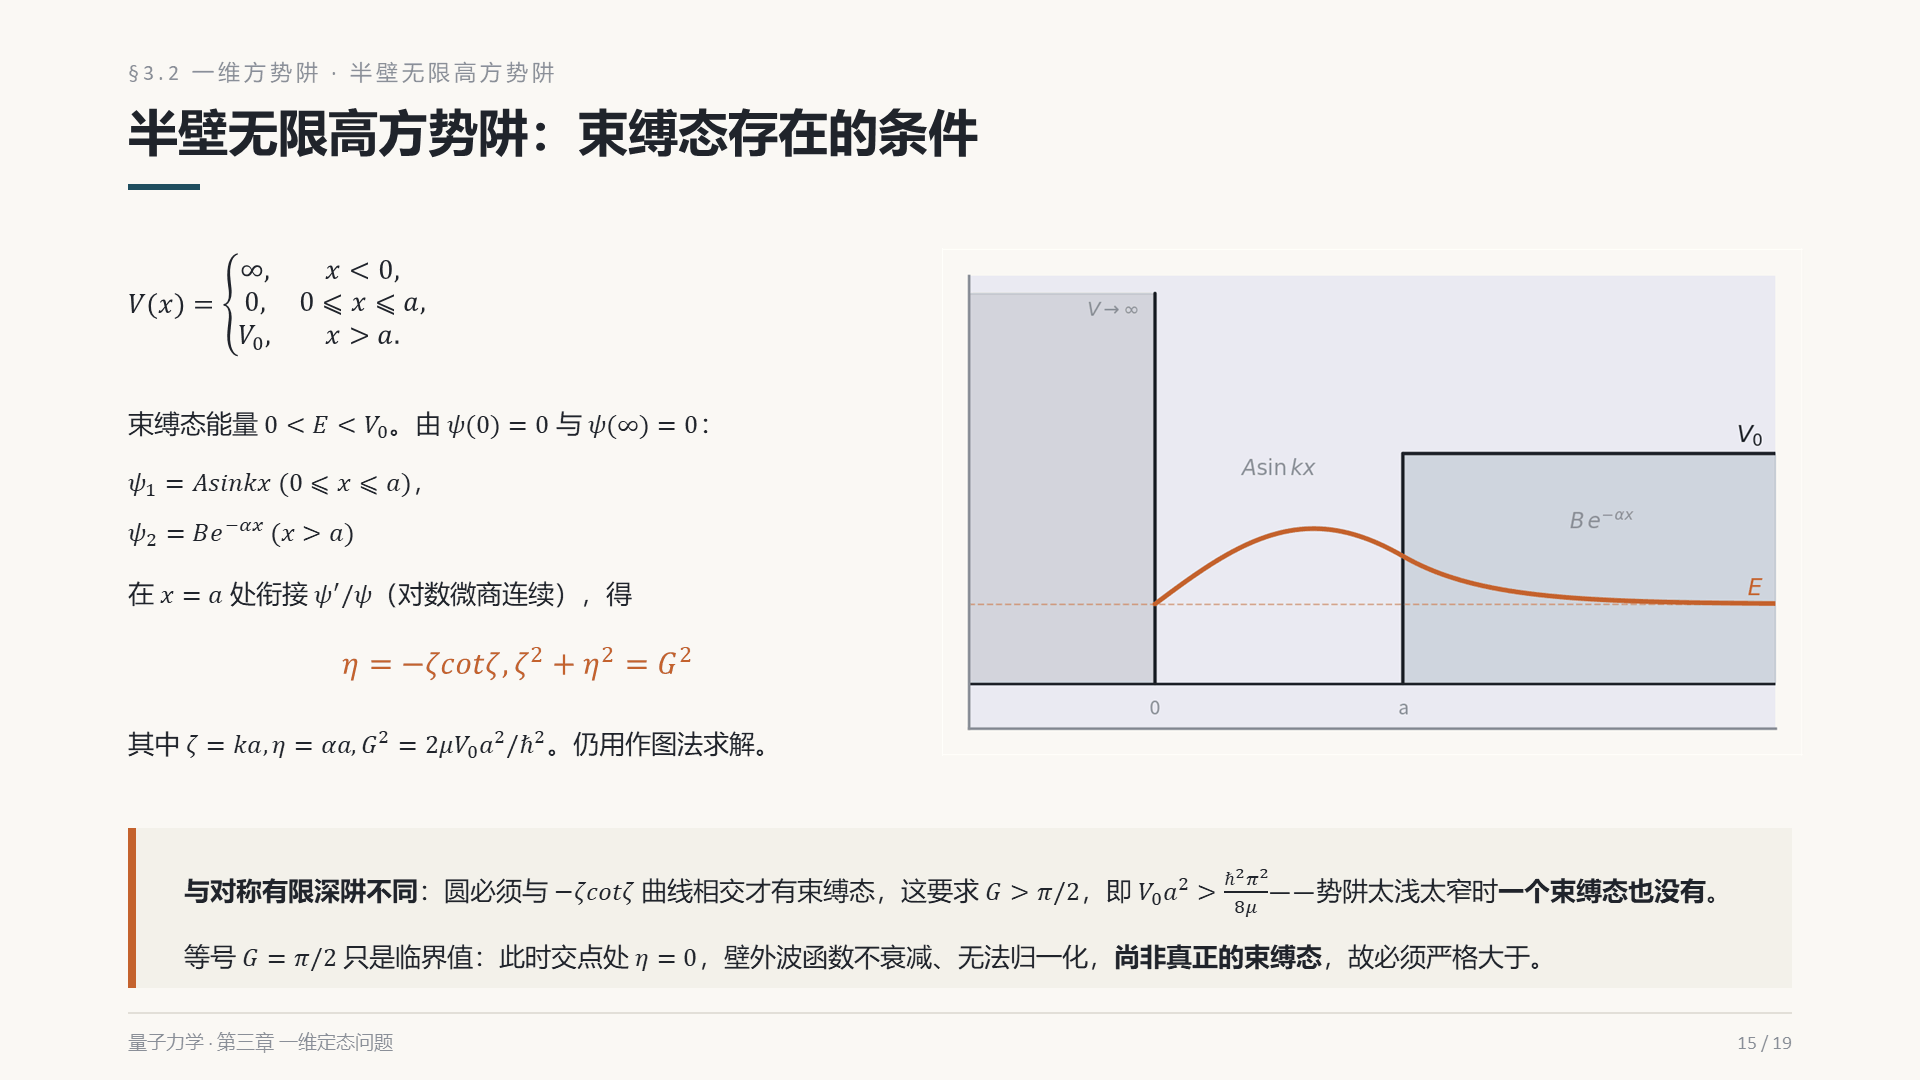 §3.2 一维方势阱 · 半壁无限高方势阱
半壁无限高方势阱：束缚态存在的条件
V(x) = { ∞, x < 0,
0, 0 ⩽ x ⩽ a,
V₀, x > a.
束缚态能量 0 < E < V₀。由 ψ(0) = 0 与 ψ(∞) = 0：
ψ₁ = Asinkx (0 ⩽ x ⩽ a)，
ψ₂ = Be^{−αx} (x > a)
在 x = a 处衔接 ψ′/ψ（对数微商连续），得
η = −ζcotζ, ζ² + η² = G²
其中 ζ = ka, η = αa, G² = 2μV₀a²/ℏ²。仍用作图法求解。
V → ∞
V₀
A sin kx
B e^{−αx}
E
0
a
与对称有限深阱不同：圆必须与 −ζcotζ 曲线相交才有束缚态，这要求 G > π/2，即 V₀a² > ℏ²π²/8μ——势阱太浅太窄时一个束缚态也没有。
等号 G = π/2 只是临界值：此时交点处 η = 0，壁外波函数不衰减、无法归一化，尚非真正的束缚态，故必须严格大于。
量子力学 · 第三章 一维定态问题
15 / 19